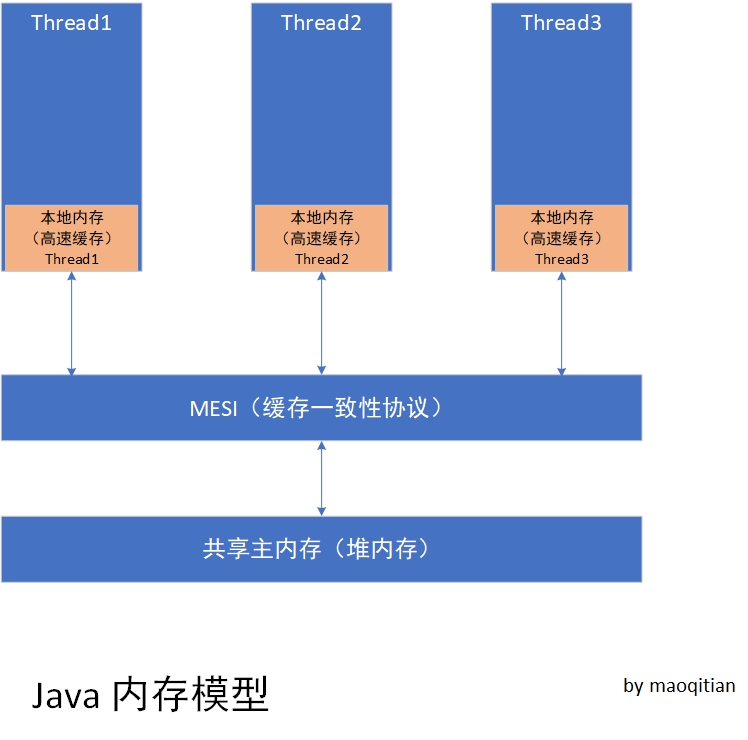 Thread1
Thread2
Thread3
本地内存
（高速缓存）
Thread1
本地内存
（高速缓存）
Thread2
本地内存
（高速缓存）
Thread3
MESI（缓存一致性协议）
共享主内存（堆内存）
Java 内存模型
by maoqitian